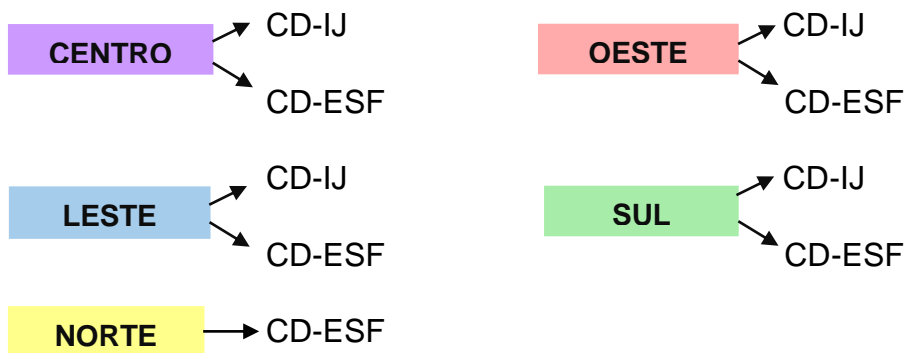 CENTRO
CD-IJ
CD-ESF
OESTE
CD-IJ
CD-ESF
LESTE
CD-IJ
CD-ESF
SUL
CD-IJ
CD-ESF
NORTE
CD-ESF